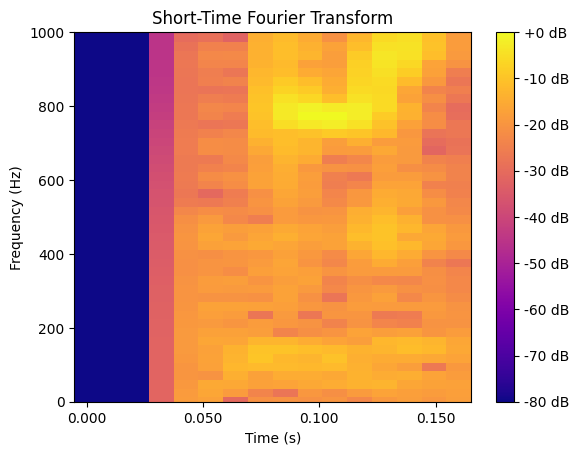 Short-Time Fourier Transform
1000
800
600
400
200
0
Frequency (Hz)
0.000
0.050
0.100
0.150
Time (s)
+0 dB
-10 dB
-20 dB
-30 dB
-40 dB
-50 dB
-60 dB
-70 dB
-80 dB